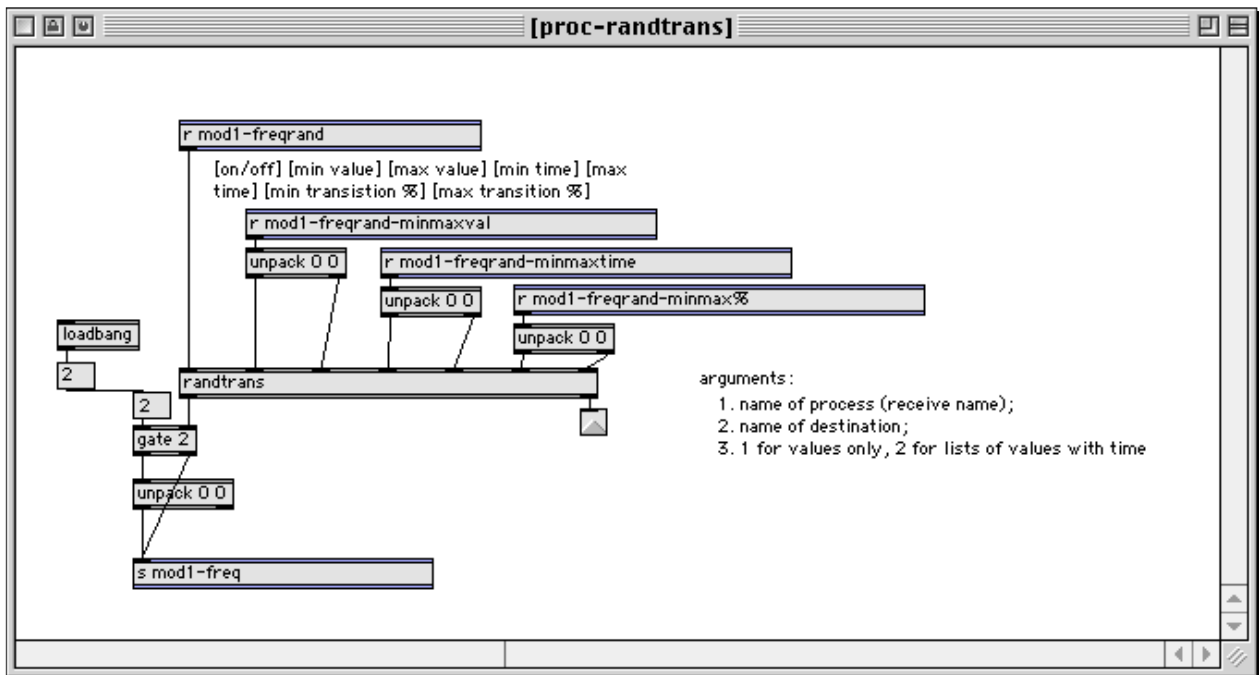 [proc-randtrans]
r mod1-freqrand
[on/off] [min value] [max value] [min time] [max
time] [min transistion %] [max transition %]
r mod1-freqrand-minmaxval
unpack 0 0
r mod1-freqrand-minmaxtime
unpack 0 0
r mod1-freqrand-minmax%
unpack 0 0
loadbang
2
randtrans
2
gate 2
unpack 0 0
s mod1-freq
arguments:
1. name of process (receive name);
2. name of destination;
3. 1 for values only, 2 for lists of values with time